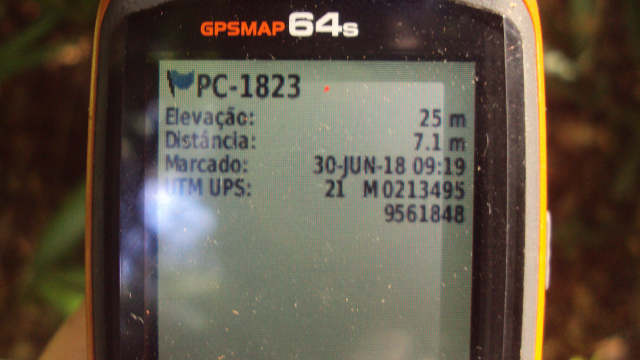 GPSMAP 64s
PC-1823
Elevação: 25 m
Distância: 7.1 m
Marcado: 30-JUN-18 09:19
UTM UPS: 21 M 0213495
9561848